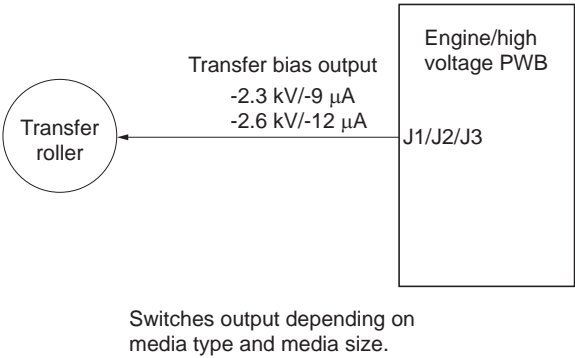 Engine/high
voltage PWB
Transfer bias output
-2.3 kV/-9 μA
-2.6 kV/-12 μA
Transfer
roller
J1/J2/J3
Switches output depending on
media type and media size.